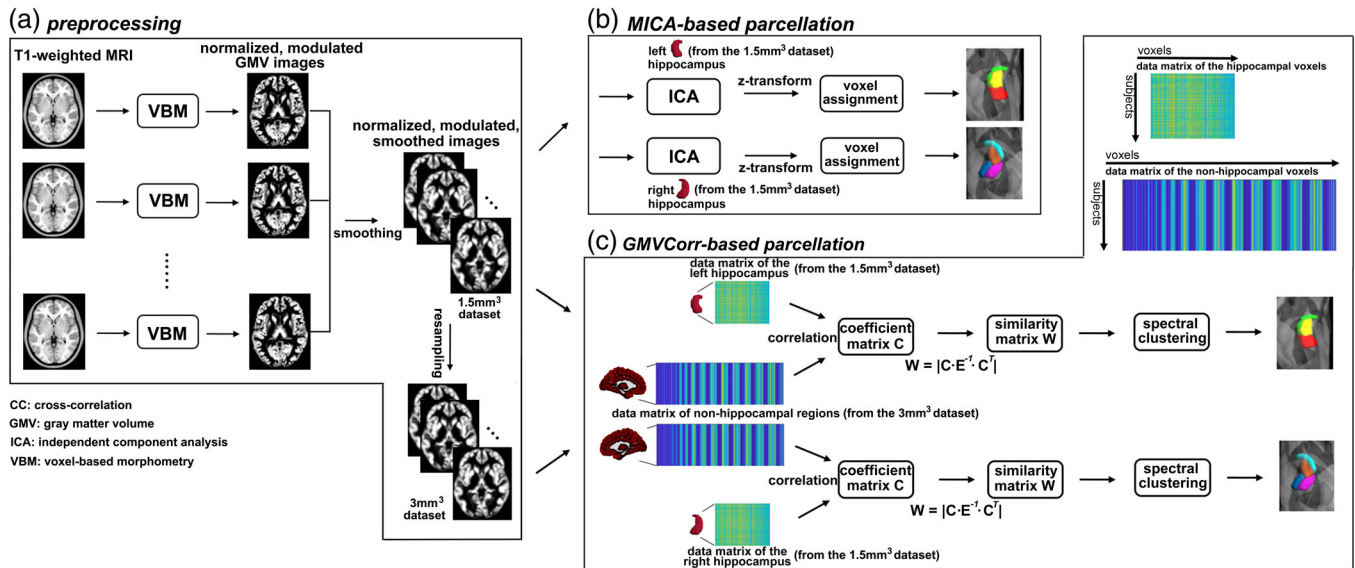 (a) preprocessing
T1-weighted MRI
normalized, modulated
GMV images
VBM
VBM
......
VBM
normalized, modulated,
smoothed images
...
smoothing
1.5mm³
dataset
resampling
...
3mm³
dataset
CC: cross-correlation
GMV: gray matter volume
ICA: independent component analysis
VBM: voxel-based morphometry
(b) MICA-based parcellation
left (from the 1.5mm³ dataset)
hippocampus
ICA
z-transform
voxel
assignment
ICA
z-transform
voxel
assignment
right (from the 1.5mm³ dataset)
hippocampus
voxels
data matrix of the hippocampal voxels
subjects
voxels
data matrix of the non-hippocampal voxels
subjects
(c) GMVCorr-based parcellation
data matrix of the
left hippocampus (from the 1.5mm³ dataset)
correlation
coefficient
matrix C
W = |C·E⁻¹·Cᵀ|
similarity
matrix W
spectral
clustering
data matrix of non-hippocampal regions (from the 3mm³ dataset)
correlation
coefficient
matrix C
W = |C·E⁻¹·Cᵀ|
similarity
matrix W
spectral
clustering
data matrix of the
right hippocampus (from the 1.5mm³ dataset)